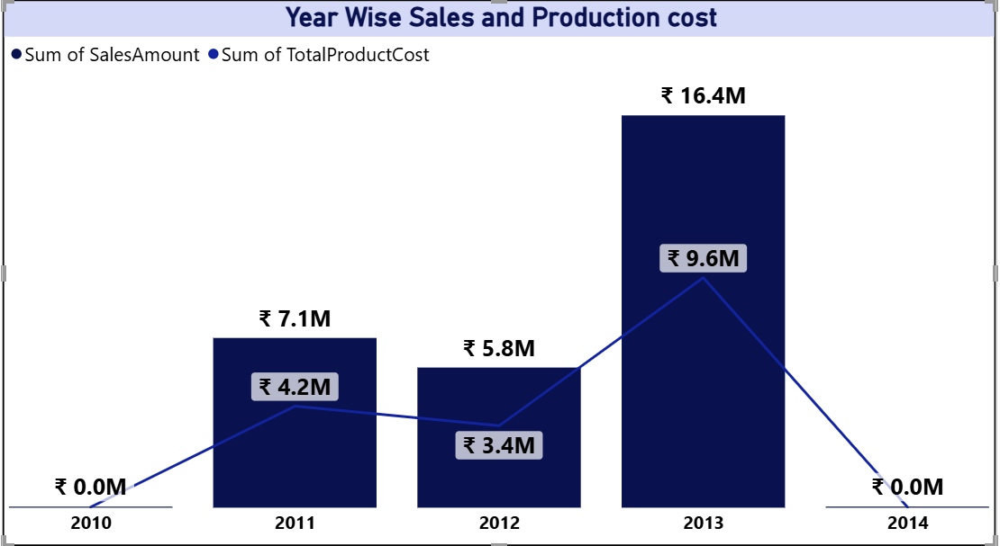 Year Wise Sales and Production cost
Sum of SalesAmount Sum of TotalProductCost
₹ 16.4M
₹ 9.6M
₹ 7.1M
₹ 5.8M
₹ 4.2M
₹ 3.4M
₹ 0.0M ₹ 0.0M
2010 2011 2012 2013 2014